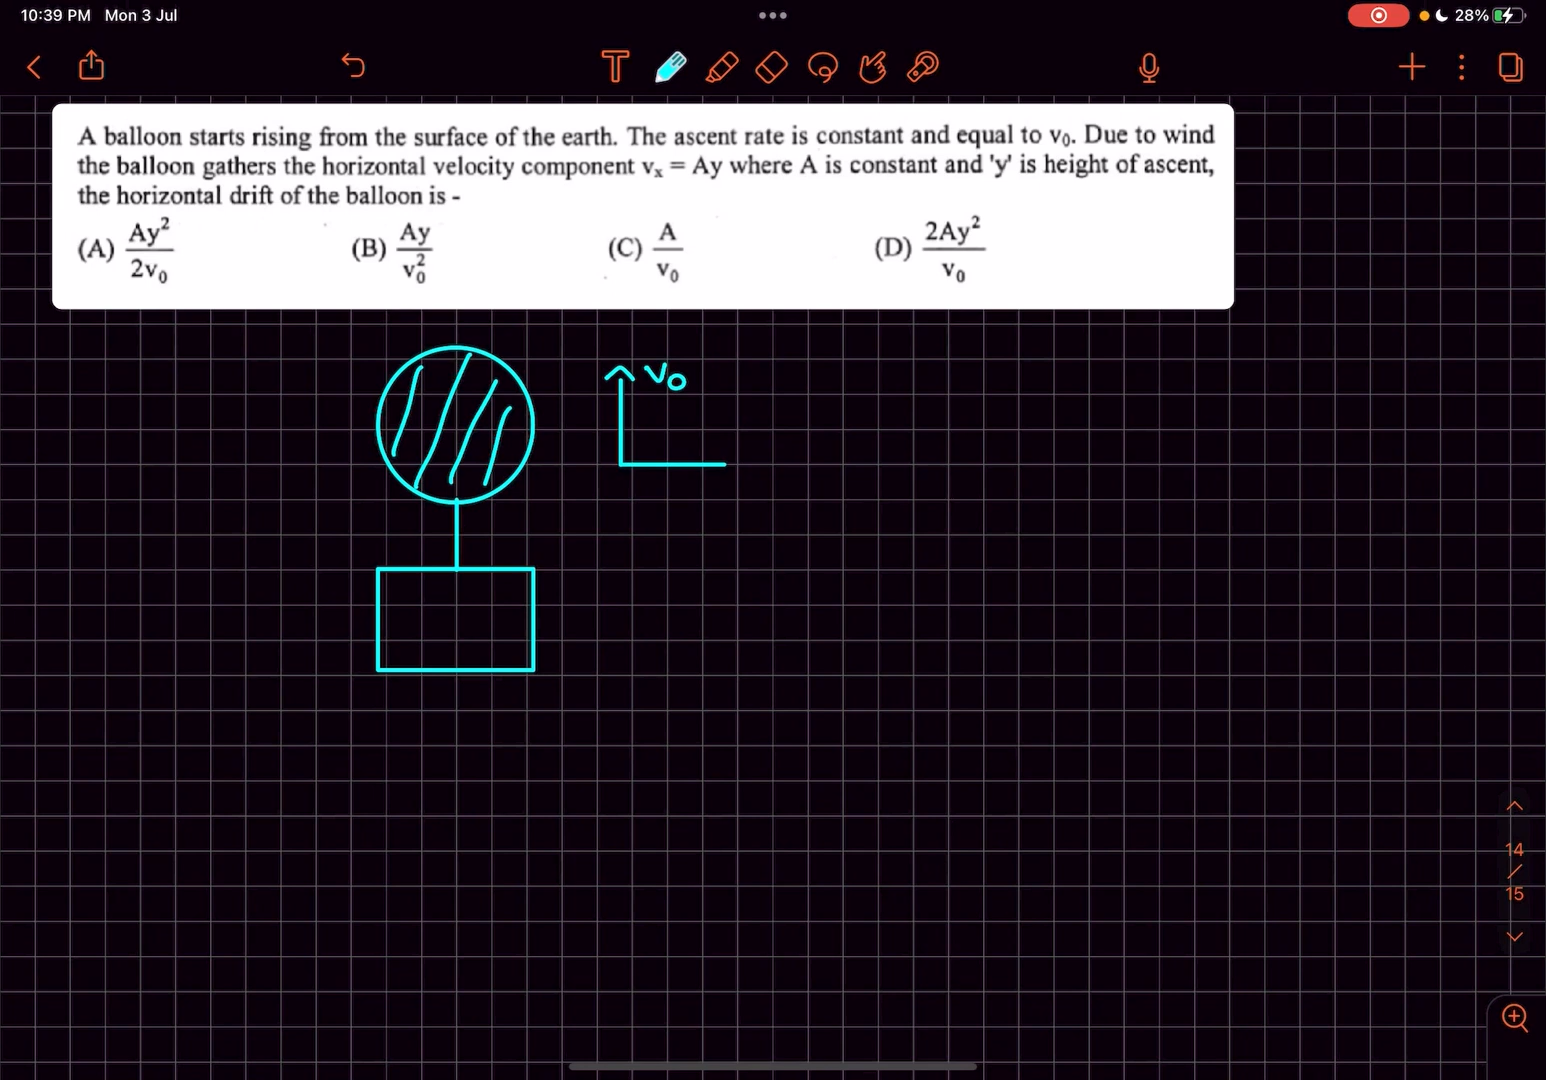 10:39 PM Mon 3 Jul
28%
A balloon starts rising from the surface of the earth. The ascent rate is constant and equal to v₀. Due to wind
the balloon gathers the horizontal velocity component vₓ = Ay where A is constant and 'y' is height of ascent,
the horizontal drift of the balloon is -
(A) Ay²/2v₀ (B) Ay/v₀² (C) A/v₀ (D) 2Ay²/v₀
v₀
14
/
15